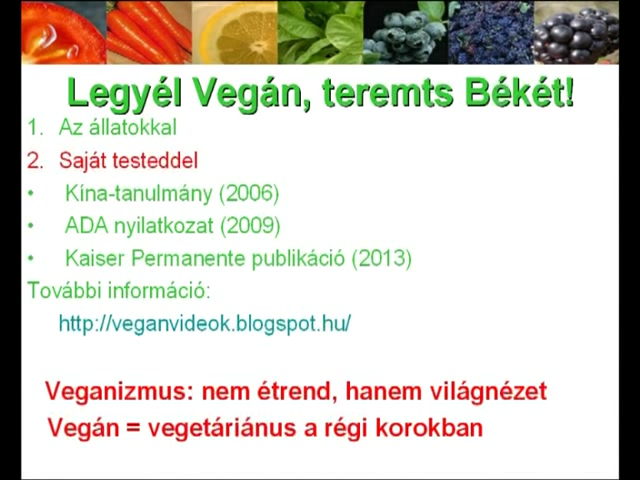 Legyél Vegán, teremts Békét!
1. Az állatokkal
2. Saját testeddel
• Kína-tanulmány (2006)
• ADA nyilatkozat (2009)
• Kaiser Permanente publikáció (2013)
További információ:
http://veganvideok.blogspot.hu/
Veganizmus: nem étrend, hanem világnézet
Vegán = vegetáriánus a régi korokban